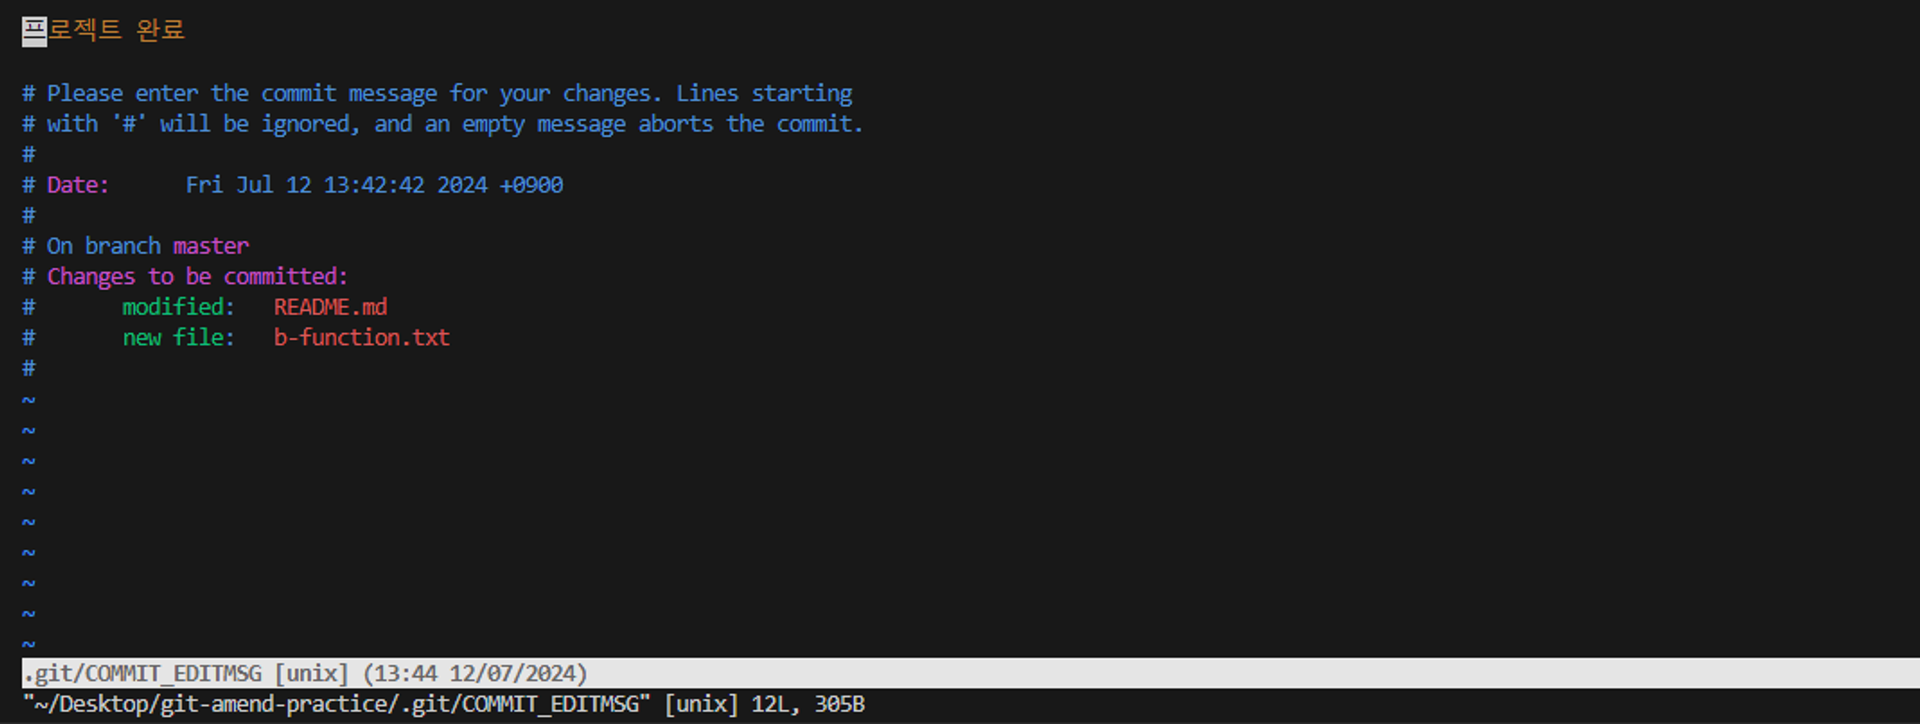 프로젝트 완료
# Please enter the commit message for your changes. Lines starting
# with '#' will be ignored, and an empty message aborts the commit.
#
# Date:      Fri Jul 12 13:42:42 2024 +0900
#
# On branch master
# Changes to be committed:
#       modified:   README.md
#       new file:   b-function.txt
#
~
~
~
~
~
~
~
~
~
.git/COMMIT_EDITMSG [unix] (13:44 12/07/2024)
"~/Desktop/git-amend-practice/.git/COMMIT_EDITMSG" [unix] 12L, 305B